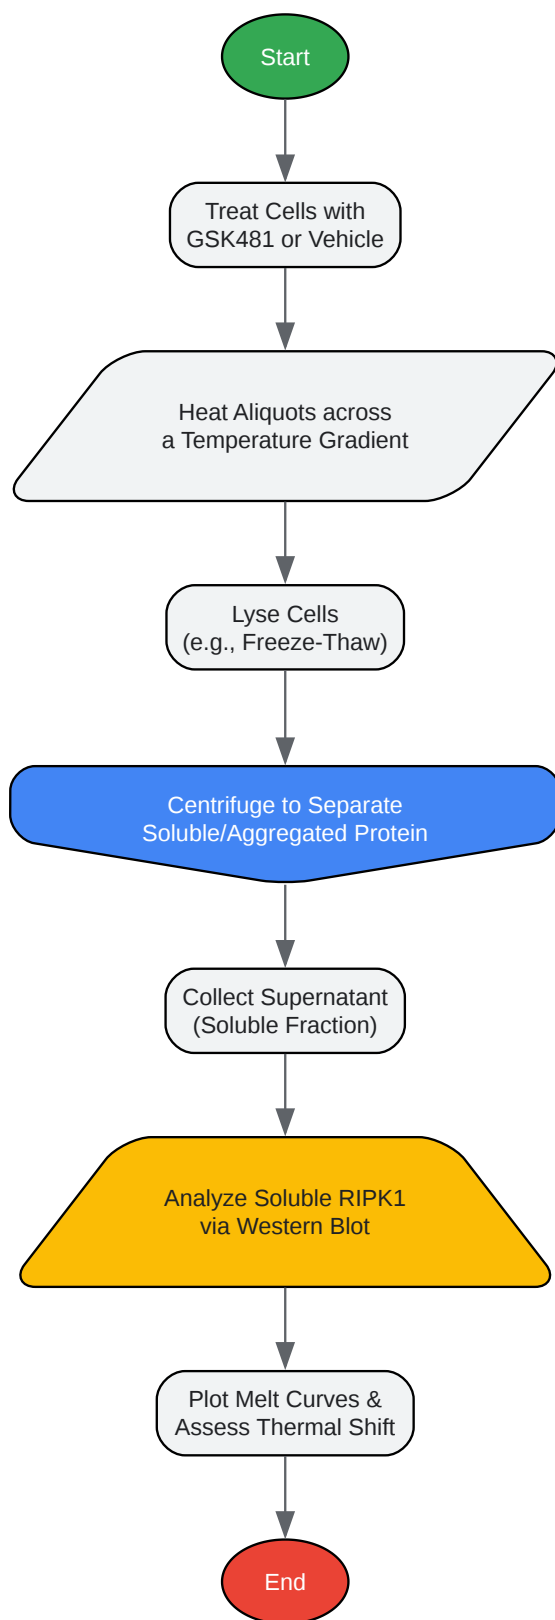 Start
Treat Cells with
GSK481 or Vehicle
Heat Aliquots across
a Temperature Gradient
Lyse Cells
(e.g., Freeze-Thaw)
Centrifuge to Separate
Soluble/Aggregated Protein
Collect Supernatant
(Soluble Fraction)
Analyze Soluble RIPK1
via Western Blot
Plot Melt Curves &
Assess Thermal Shift
End